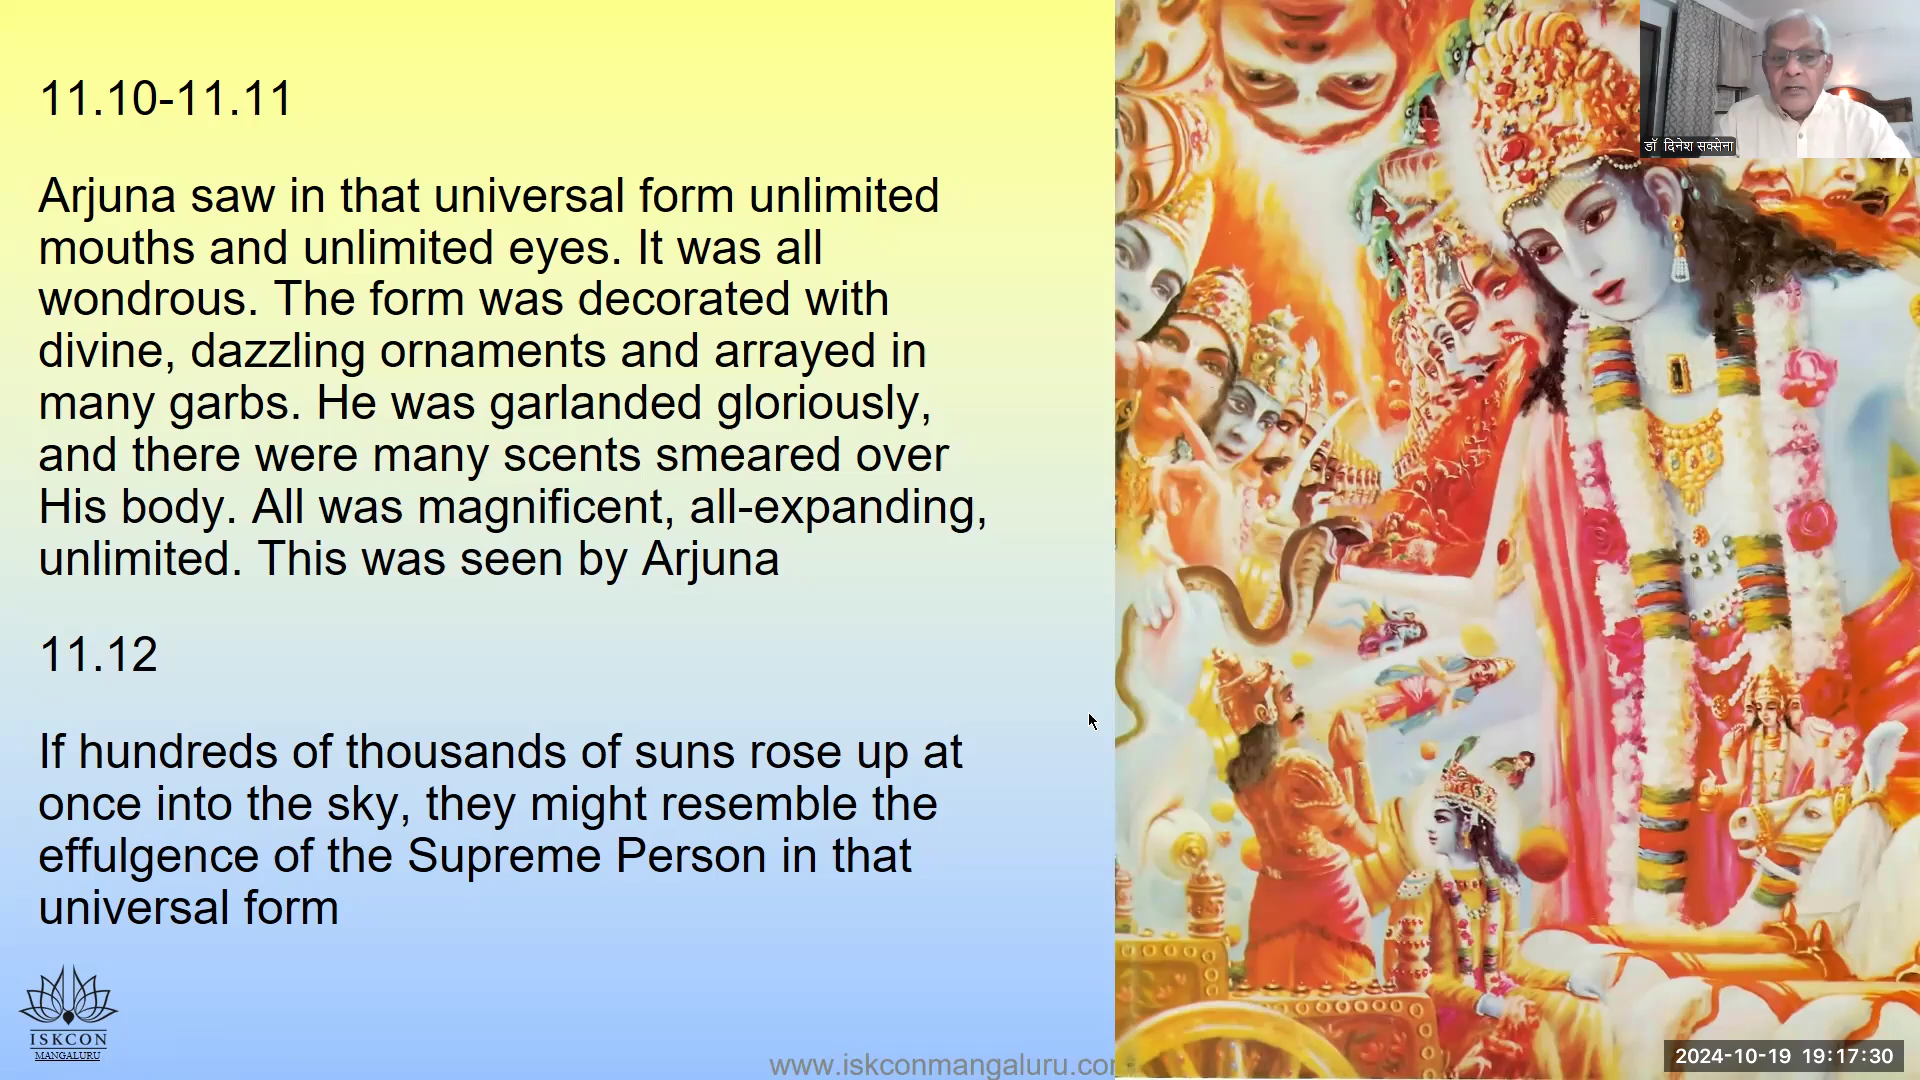 11.10-11.11
Arjuna saw in that universal form unlimited
mouths and unlimited eyes. It was all
wondrous. The form was decorated with
divine, dazzling ornaments and arrayed in
many garbs. He was garlanded gloriously,
and there were many scents smeared over
His body. All was magnificent, all-expanding,
unlimited. This was seen by Arjuna
11.12
If hundreds of thousands of suns rose up at
once into the sky, they might resemble the
effulgence of the Supreme Person in that
universal form
ISKCON
MANGALURU
www.iskconmangaluru.cor
डॉ दिनेश सक्सेना
2024-10-19 19:17:30